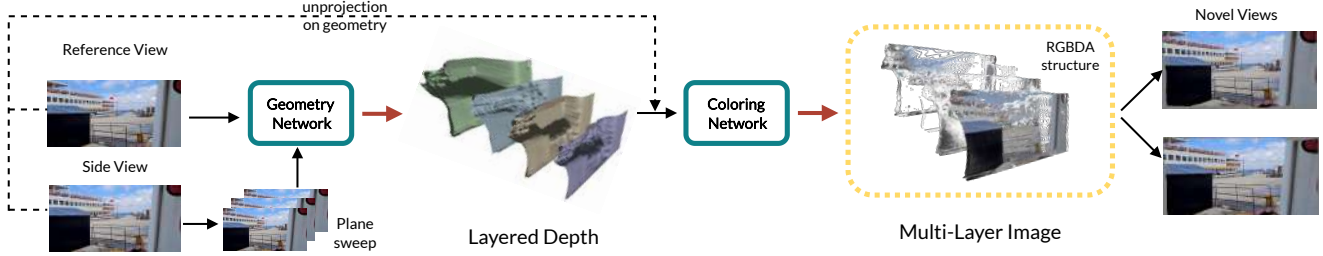 unprojection
on geometry
Reference View
Geometry
Network
Side View
Plane
sweep
Layered Depth
Coloring
Network
RGBDA
structure
Multi-Layer Image
Novel Views